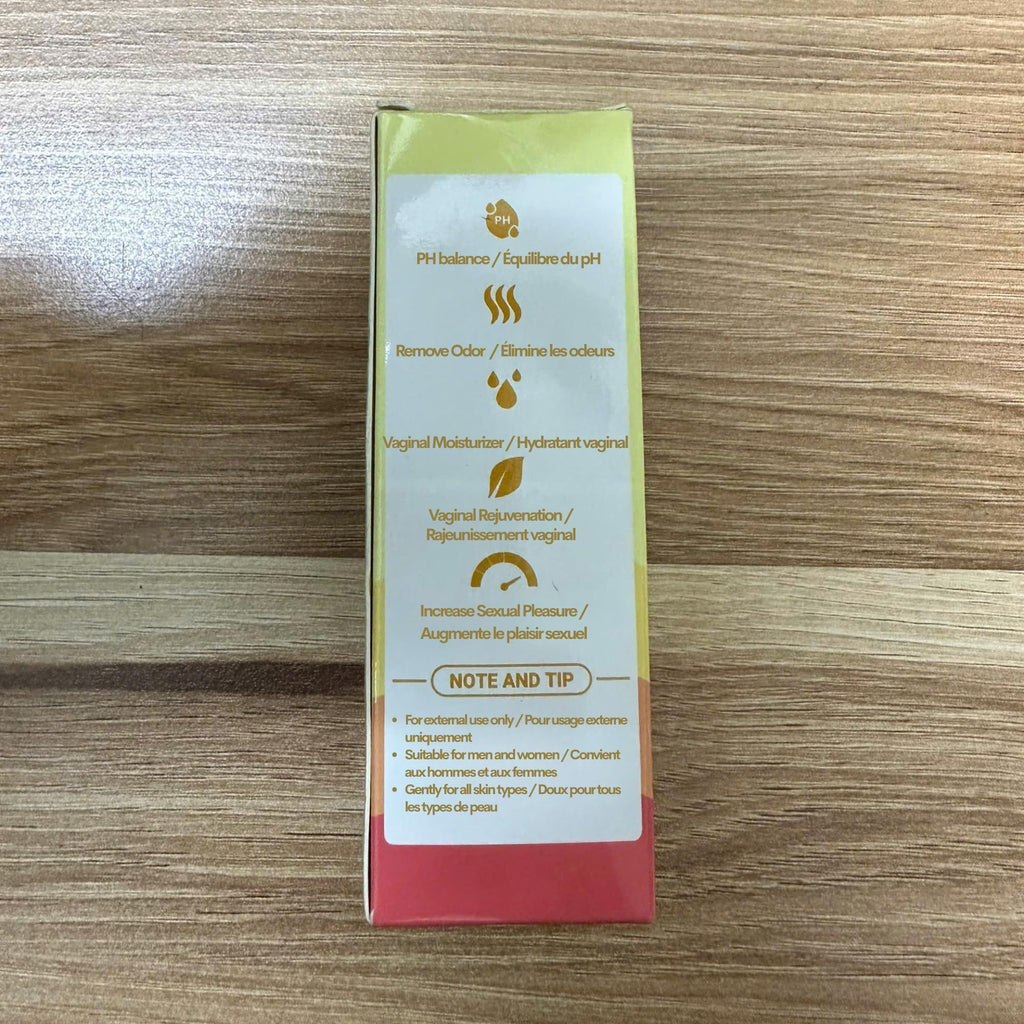 PH
PH balance / Équilibre du pH
Remove Odor / Élimine les odeurs
Vaginal Moisturizer / Hydratant vaginal
Vaginal Rejuvenation /
Rajeunissement vaginal
Increase Sexual Pleasure /
Augmente le plaisir sexuel
NOTE AND TIP
• For external use only / Pour usage externe
uniquement
• Suitable for men and women / Convient
aux hommes et aux femmes
• Gently for all skin types / Doux pour tous
les types de peau